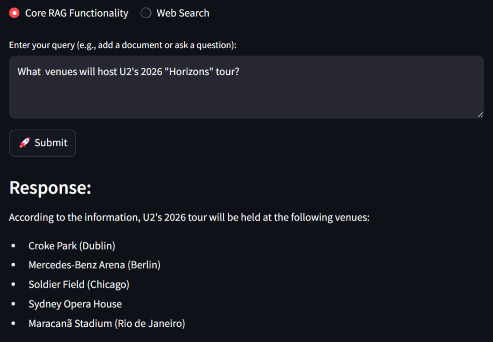 Core RAG Functionality Web Search
Enter your query (e.g., add a document or ask a question):
What venues will host U2's 2026 "Horizons" tour?
🚀 Submit
Response:
According to the information, U2's 2026 tour will be held at the following venues:
• Croke Park (Dublin)
• Mercedes-Benz Arena (Berlin)
• Soldier Field (Chicago)
• Sydney Opera House
• Maracanã Stadium (Rio de Janeiro)